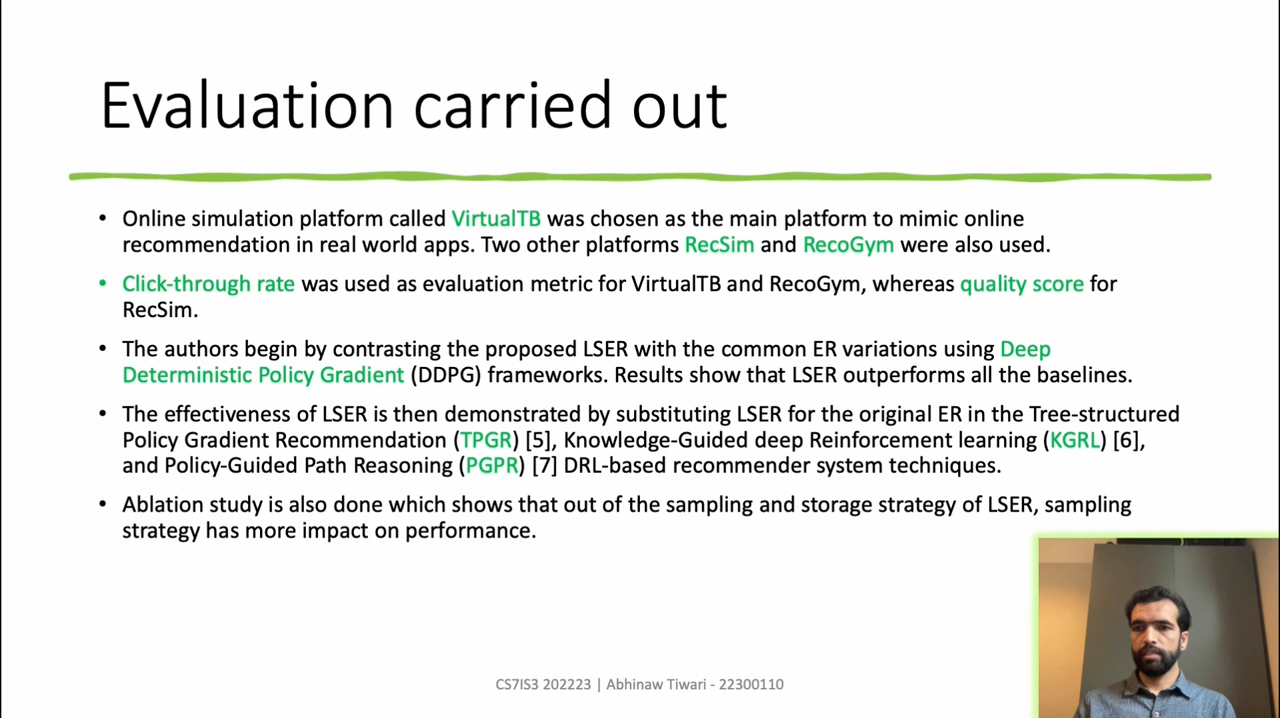 Evaluation carried out
• Online simulation platform called VirtualTB was chosen as the main platform to mimic online
recommendation in real world apps. Two other platforms RecSim and RecoGym were also used.
• Click-through rate was used as evaluation metric for VirtualTB and RecoGym, whereas quality score for
RecSim.
• The authors begin by contrasting the proposed LSER with the common ER variations using Deep
Deterministic Policy Gradient (DDPG) frameworks. Results show that LSER outperforms all the baselines.
• The effectiveness of LSER is then demonstrated by substituting LSER for the original ER in the Tree-structured
Policy Gradient Recommendation (TPGR) [5], Knowledge-Guided deep Reinforcement learning (KGRL) [6],
and Policy-Guided Path Reasoning (PGPR) [7] DRL-based recommender system techniques.
• Ablation study is also done which shows that out of the sampling and storage strategy of LSER, sampling
strategy has more impact on performance.
CS7IS3 202223 | Abhinaw Tiwari - 22300110